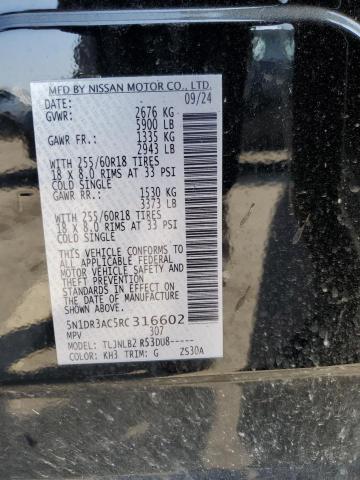 MFD BY NISSAN MOTOR CO., LTD.
DATE: - 09/24
GVWR: 2676 KG
5900 LB
GAWR FR.: 1335 KG
2943 LB
WITH 255/60R18 TIRES
18 X 8.0 RIMS AT 33 PSI
COLD SINGLE
GAWR RR.: 1530 KG
3373 LB
WITH 255/60R18 TIRES
18 X 8.0 RIMS AT 33 PSI
COLD SINGLE
THIS VEHICLE CONFORMS TO
ALL APPLICABLE FEDERAL
MOTOR VEHICLE SAFETY AND
THEFT PREVENTION
STANDARDS IN EFFECT ON
THE DATE OF MANUFACTURE
SHOWN ABOVE.
5N1DR3AC5RC316602
MPV 307
MODEL: TLJNLB2 RS3DU8-----
COLOR: KH3 TRIM: G ZS30A